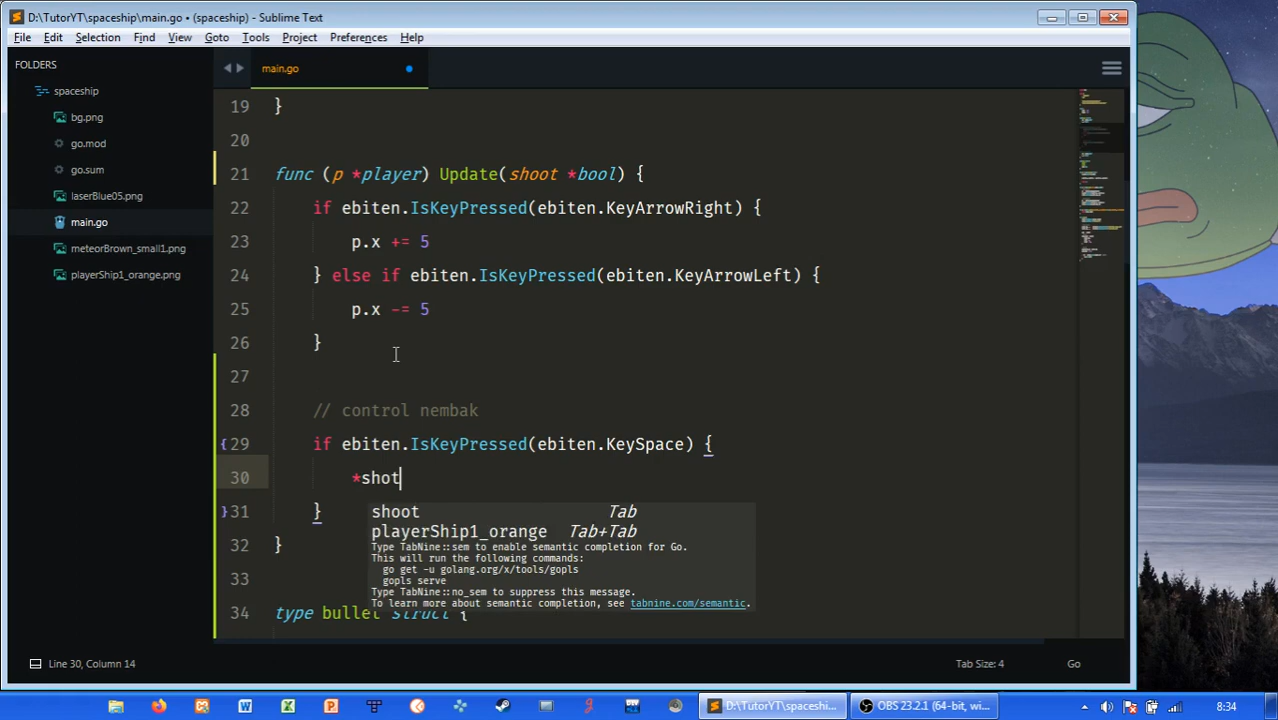 D:\TutorYT\spaceship\main.go • (spaceship) - Sublime Text
File Edit Selection Find View Goto Tools Project Preferences Help
FOLDERS
spaceship
bg.png
go.mod
go.sum
laserBlue05.png
main.go
meteorBrown_small1.png
playerShip1_orange.png
main.go
19 }
20
21 func (p *player) Update(shoot *bool) {
22 if ebiten.IsKeyPressed(ebiten.KeyArrowRight) {
23 p.x += 5
24 } else if ebiten.IsKeyPressed(ebiten.KeyArrowLeft) {
25 p.x -= 5
26 }
27
28 // control nembak
29 if ebiten.IsKeyPressed(ebiten.KeySpace) {
30 *shot
31 }
32 }
33
34 type bullet struct {
shoot Tab
playerShip1_orange Tab+Tab
Type TabNine::sem to enable semantic completion for Go.
This will run the following commands:
go get -u golang.org/x/tools/gopls
gopls serve
Type TabNine::no_sem to suppress this message.
To learn more about semantic completion, see tabnine.com/semantic.
Line 30, Column 14
Tab Size: 4
Go
D:\TutorYT\spaceshi...
OBS 23.2.1 (64-bit, wi...
8:34